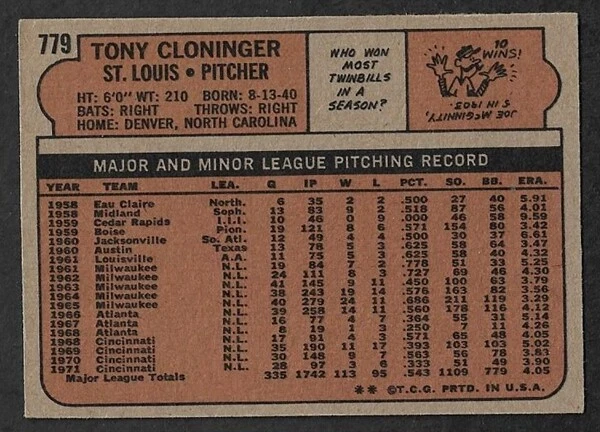 779
TONY CLONINGER
ST. LOUIS • PITCHER
HT: 6'0" WT: 210 BORN: 8-13-40
BATS: RIGHT THROWS: RIGHT
HOME: DENVER, NORTH CAROLINA
WHO WON
MOST
TWINBILLS
IN A
SEASON?
10
WINS!
JOE McGINNITY,
5 IN 1903.
MAJOR AND MINOR LEAGUE PITCHING RECORD
YEAR TEAM LEA. G IP W L PCT. SO. BB. ERA.
1958 Eau Claire North. 6 35 2 2 .500 27 40 5.91
1958 Midland Soph. 13 83 9 2 .818 87 56 4.01
1959 Cedar Rapids I.I.I. 10 46 0 9 .000 46 58 9.59
1959 Boise Pion 19 121 8 6 .571 154 80 3.42
1960 Jacksonville So. Atl. 12 49 4 4 .500 30 37 6.61
1960 Austin Texas 13 78 5 3 .625 58 64 3.47
1961 Louisville A.A. 11 75 5 3 .625 58 40 4.32
1961 Milwaukee N.L. 19 84 7 2 .778 51 33 5.25
1962 Milwaukee N.L. 24 111 8 3 .727 69 46 4.30
1963 Milwaukee N.L. 41 145 9 11 .450 100 63 3.79
1964 Milwaukee N.L. 38 243 19 14 .576 163 82 3.56
1965 Milwaukee N.L. 40 279 24 11 .686 211 119 3.29
1966 Atlanta N.L. 39 258 14 11 .560 178 116 4.12
1967 Atlanta N.L. 16 77 4 7 .364 55 31 5.14
1968 Atlanta N.L. 8 19 1 3 .250 7 11 4.26
1968 Cincinnati N.L. 17 91 4 3 .571 65 48 4.05
1969 Cincinnati N.L. 35 190 11 17 .393 103 103 5.02
1970 Cincinnati N.L. 30 148 9 7 .563 56 78 3.83
1971 Cincinnati N.L. 28 97 3 6 .333 51 49 3.90
Major League Totals 335 1742 113 95 .543 1109 779 4.05
** ©T.C.G. PRTD. IN U.S.A.